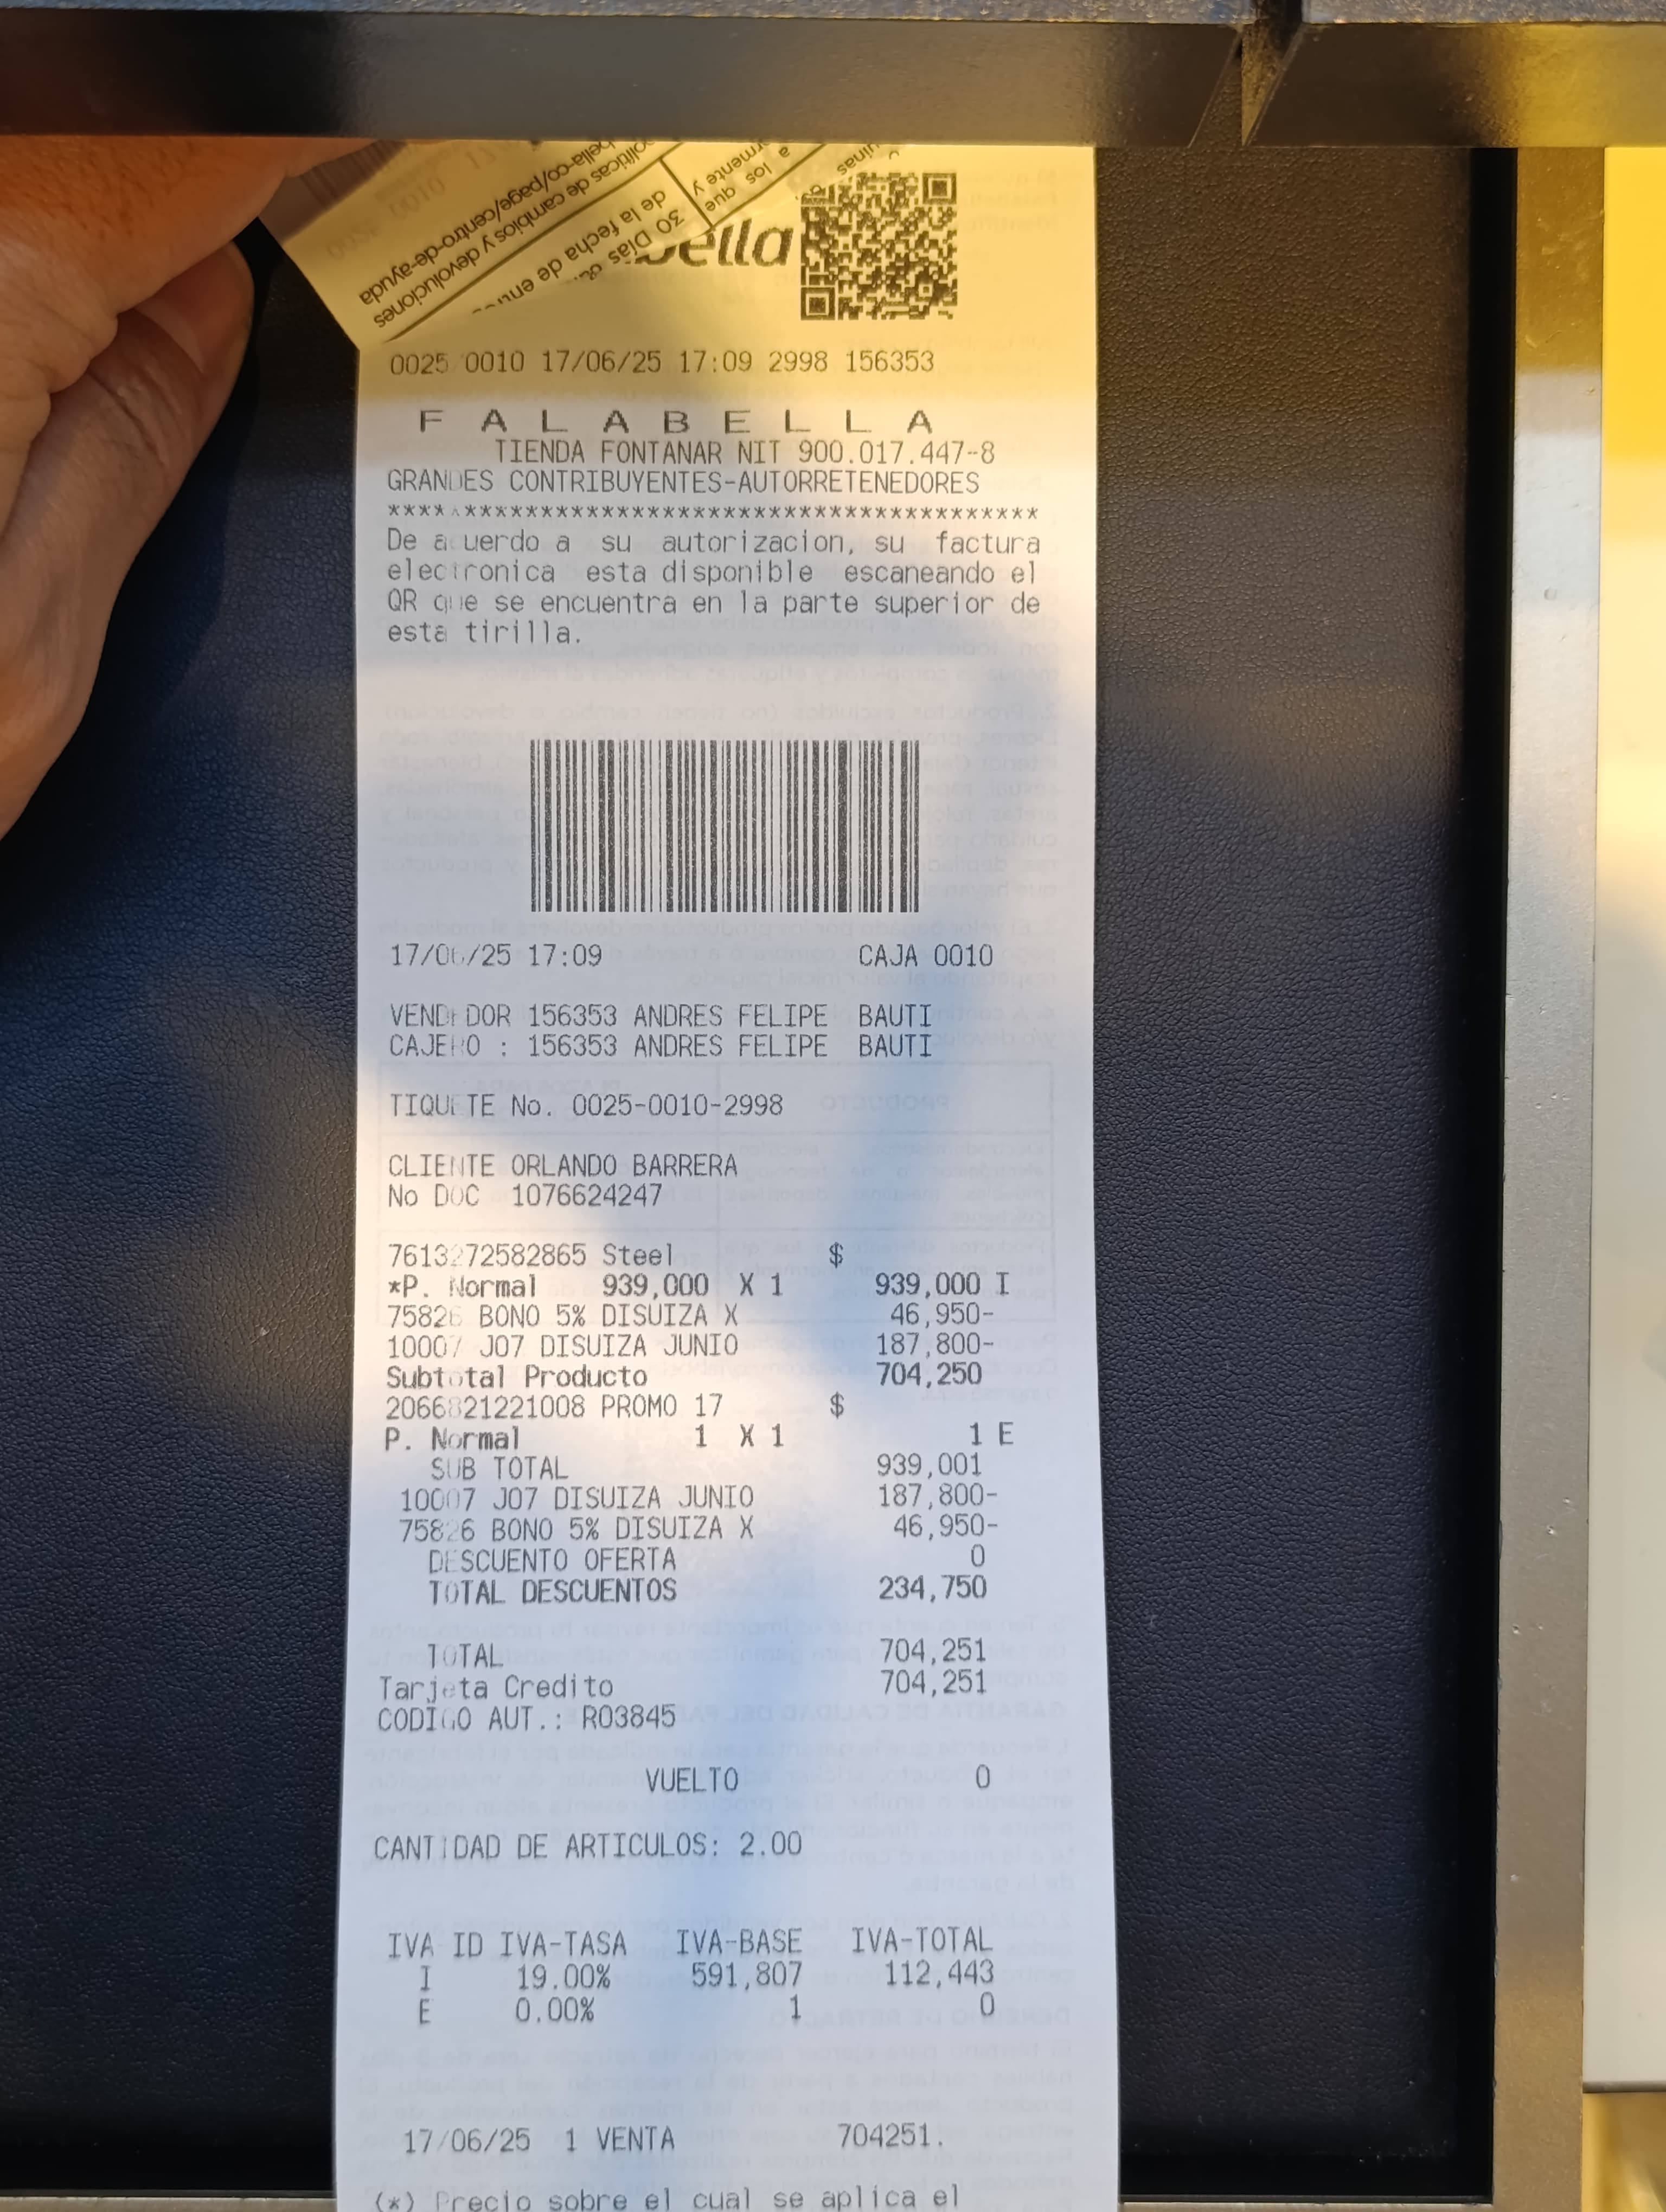 políticas de cambios y devoluciones
bella-co/page/centro-de-ayuda
30 Días
de la fecha de
que
los
a
rmente y
bella
0025 0010 17/06/25 17:09 2998 156353
FALABELLA
TIENDA FONTANAR NIT 900.017.447-8
GRANDES CONTRIBUYENTES-AUTORRETENEDORES
*******************************************
De acuerdo a su autorizacion, su factura
electronica esta disponible escaneando el
QR que se encuentra en la parte superior de
esta tirilla.
17/06/25 17:09 CAJA 0010
VENDEDOR 156353 ANDRES FELIPE BAUTI
CAJERO : 156353 ANDRES FELIPE BAUTI
TIQUETE No. 0025-0010-2998
CLIENTE ORLANDO BARRERA
No DOC 1076624247
7613272582865 Steel $
*P. Normal 939,000 X 1 939,000 I
75826 BONO 5% DISUIZA X 46,950-
10007 J07 DISUIZA JUNIO 187,800-
Subtotal Producto 704,250
2066821221008 PROMO 17 $
P. Normal 1 X 1 1 E
SUB TOTAL 939,001
10007 J07 DISUIZA JUNIO 187,800-
75826 BONO 5% DISUIZA X 46,950-
DESCUENTO OFERTA 0
TOTAL DESCUENTOS 234,750
TOTAL 704,251
Tarjeta Credito 704,251
CODIGO AUT.: R03845
VUELTO 0
CANTIDAD DE ARTICULOS: 2.00
IVA ID IVA-TASA IVA-BASE IVA-TOTAL
I 19.00% 591,807 112,443
E 0.00% 1 0
17/06/25 1 VENTA 704251.
(*) Precio sobre el cual se aplica el